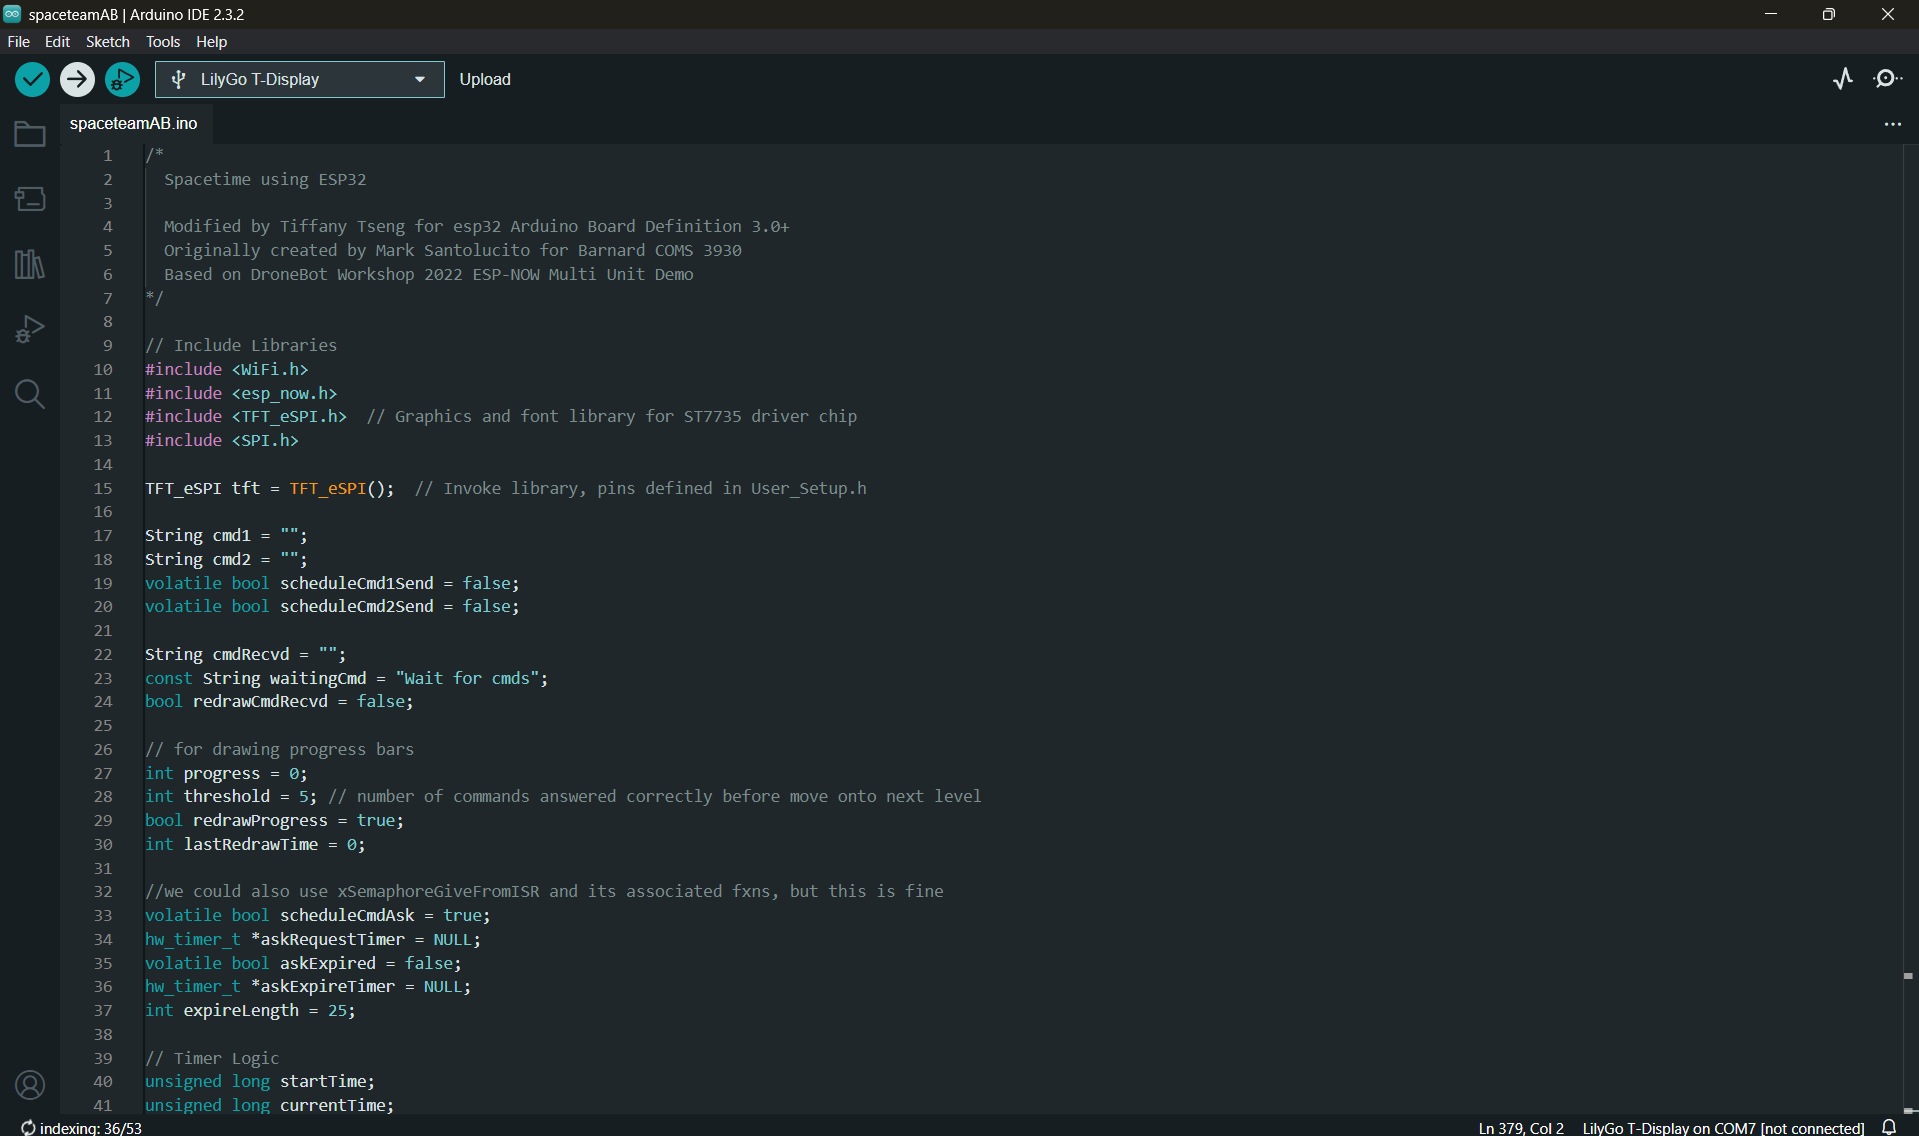 spaceteamAB | Arduino IDE 2.3.2
File Edit Sketch Tools Help
LilyGo T-Display Upload
spaceteamAB.ino
1 /*
2 Spacetime using ESP32
3
4 Modified by Tiffany Tseng for esp32 Arduino Board Definition 3.0+
5 Originally created by Mark Santolucito for Barnard COMS 3930
6 Based on DroneBot Workshop 2022 ESP-NOW Multi Unit Demo
7 */
8
9 // Include Libraries
10 #include <WiFi.h>
11 #include <esp_now.h>
12 #include <TFT_eSPI.h>  // Graphics and font library for ST7735 driver chip
13 #include <SPI.h>
14
15 TFT_eSPI tft = TFT_eSPI();  // Invoke library, pins defined in User_Setup.h
16
17 String cmd1 = "";
18 String cmd2 = "";
19 volatile bool scheduleCmd1Send = false;
20 volatile bool scheduleCmd2Send = false;
21
22 String cmdRecvd = "";
23 const String waitingCmd = "Wait for cmds";
24 bool redrawCmdRecvd = false;
25
26 // for drawing progress bars
27 int progress = 0;
28 int threshold = 5; // number of commands answered correctly before move onto next level
29 bool redrawProgress = true;
30 int lastRedrawTime = 0;
31
32 //we could also use xSemaphoreGiveFromISR and its associated fxns, but this is fine
33 volatile bool scheduleCmdAsk = true;
34 hw_timer_t *askRequestTimer = NULL;
35 volatile bool askExpired = false;
36 hw_timer_t *askExpireTimer = NULL;
37 int expireLength = 25;
38
39 // Timer Logic
40 unsigned long startTime;
41 unsigned long currentTime;
indexing: 36/53 Ln 379, Col 2 LilyGo T-Display on COM7 [not connected]